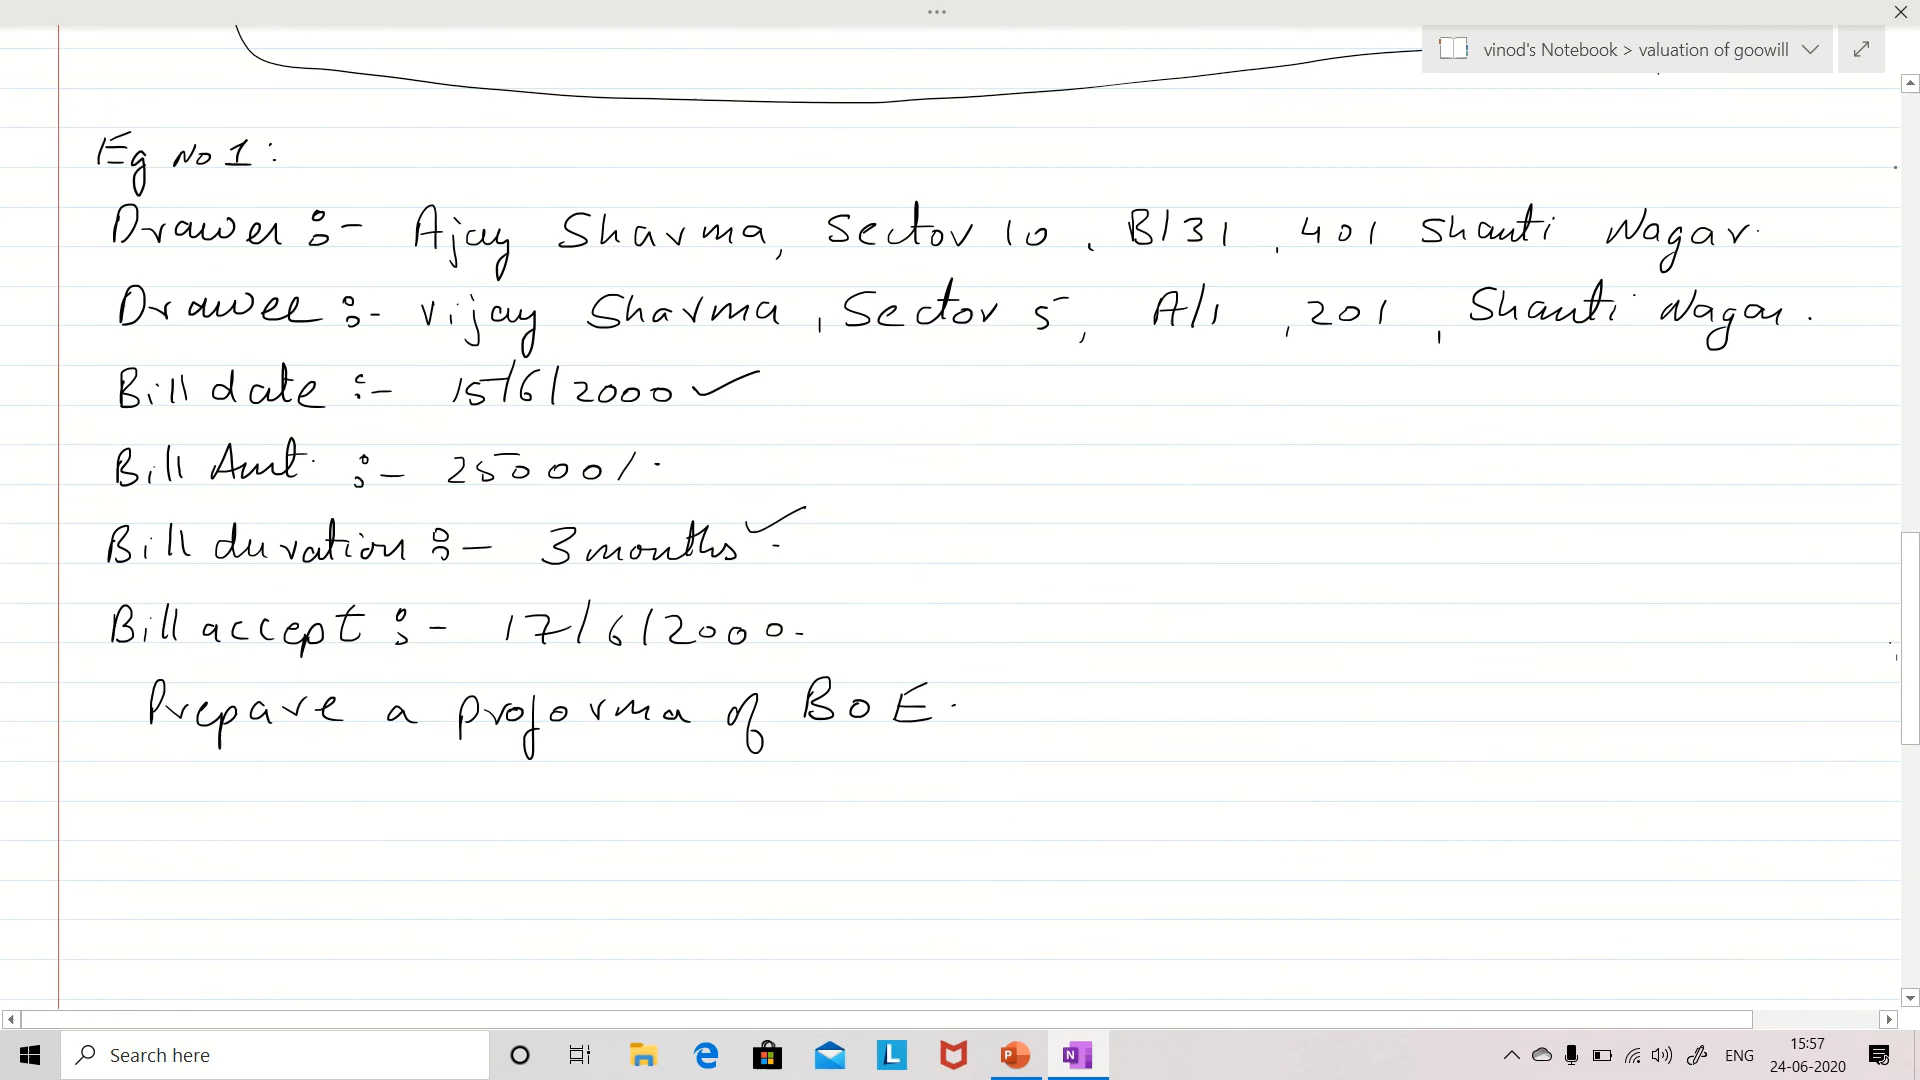 vinod's Notebook > valuation of goowill
Eg No 1:
Drawer :- Ajay Sharma, Sector 10, B/31, 401 Shanti Nagar.
Drawee :- Vijay Sharma, Sector 5, A/1, 201, Shanti Nagar.
Bill date :- 15/6/2000 ✓
Bill Amt. :- 25000/.
Bill duration :- 3 months ✓.
Bill accept :- 17/6/2000.
Prepare a proforma of BoE.
Search here
ENG
15:57
24-06-2020